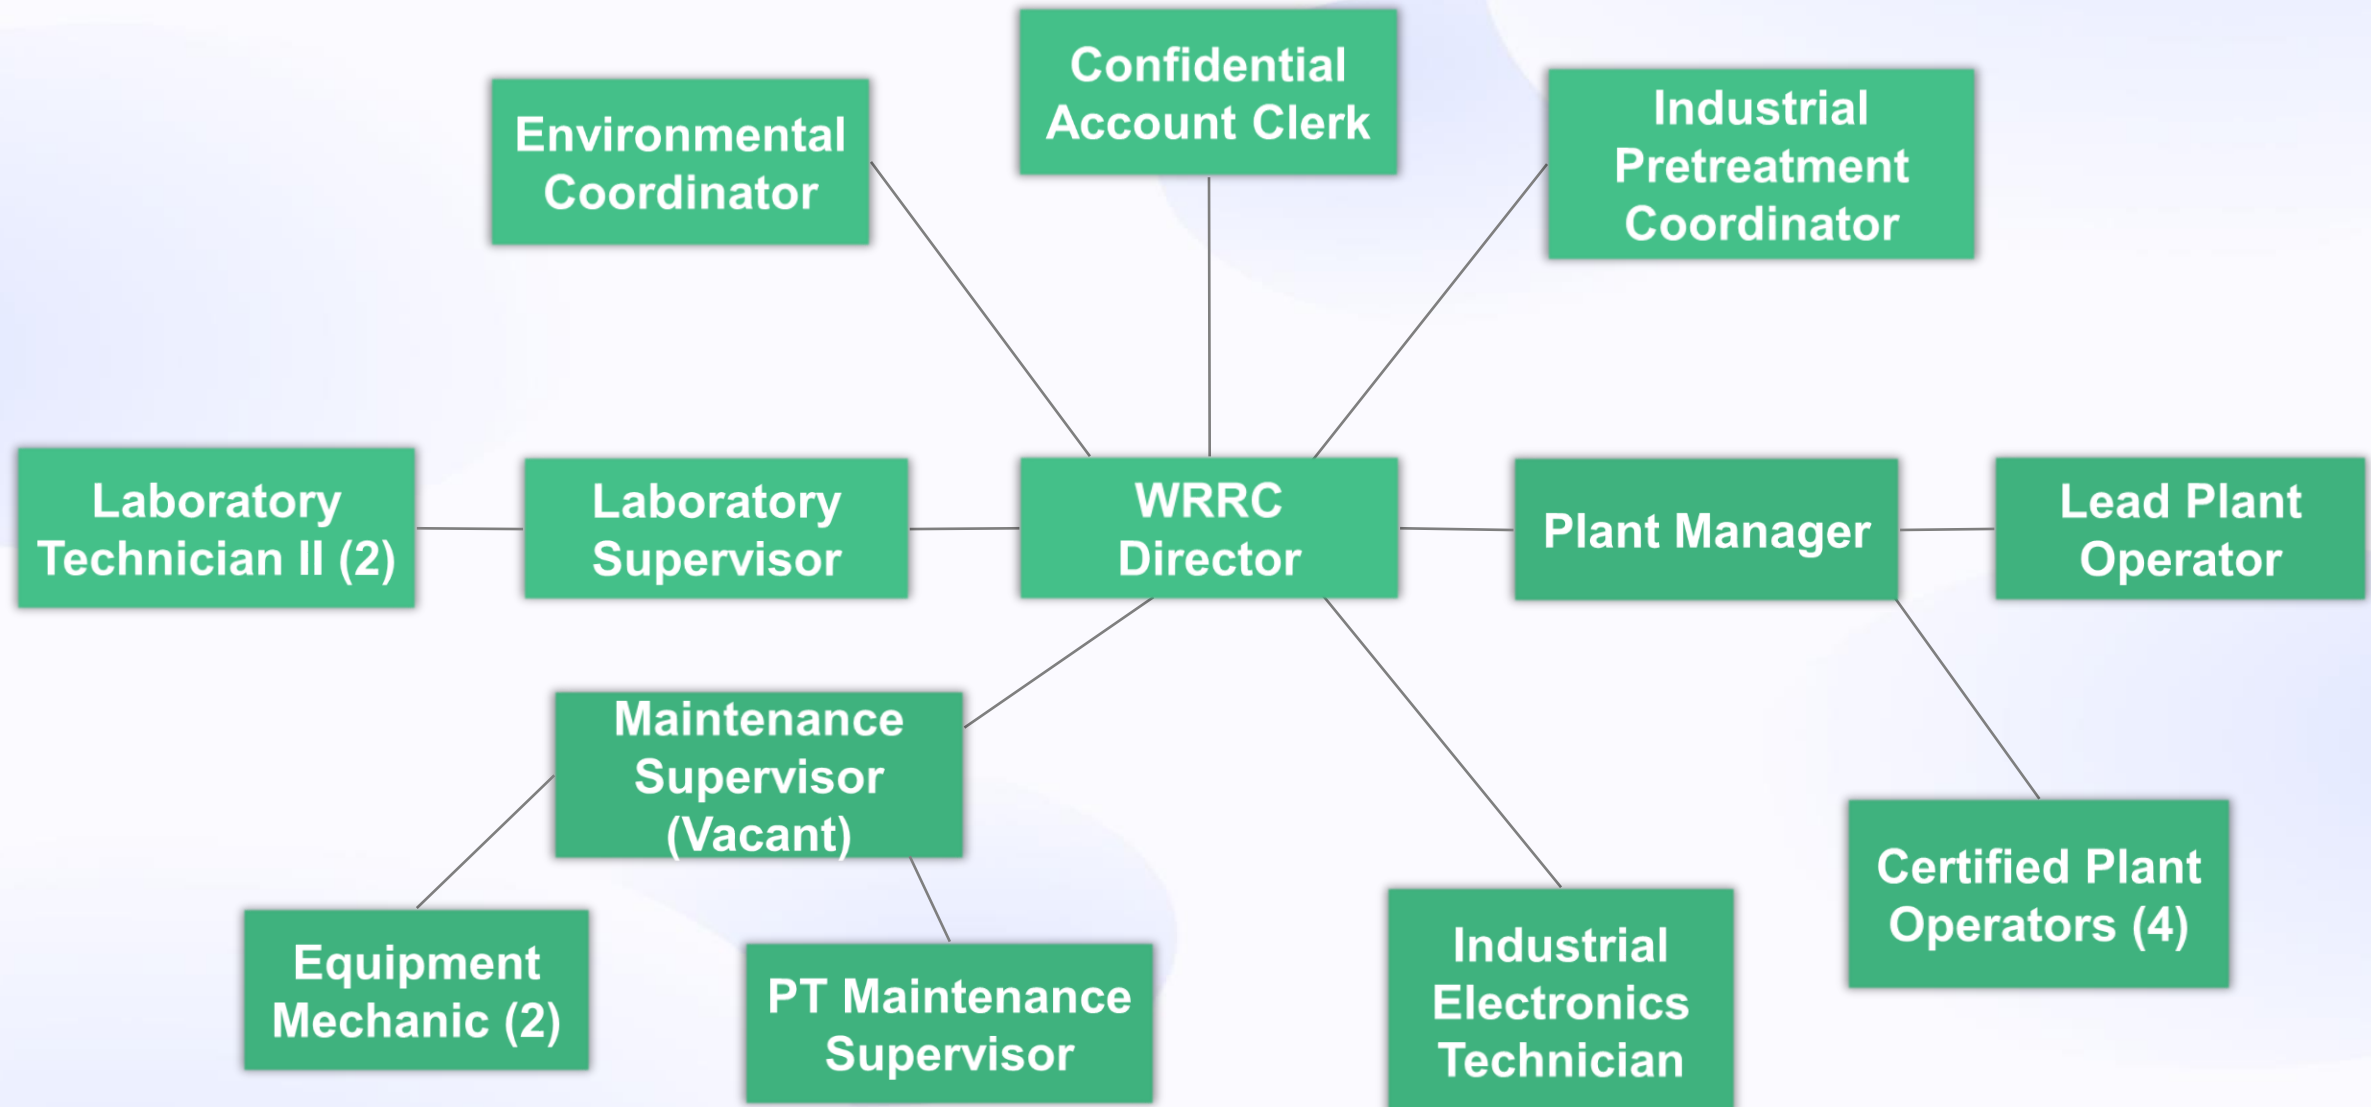 Confidential
Account Clerk
Environmental
Coordinator
Industrial
Pretreatment
Coordinator
Laboratory
Technician II (2)
Laboratory
Supervisor
WRRC
Director
Plant Manager
Lead Plant
Operator
Maintenance
Supervisor
(Vacant)
Certified Plant
Operators (4)
Equipment
Mechanic (2)
PT Maintenance
Supervisor
Industrial
Electronics
Technician